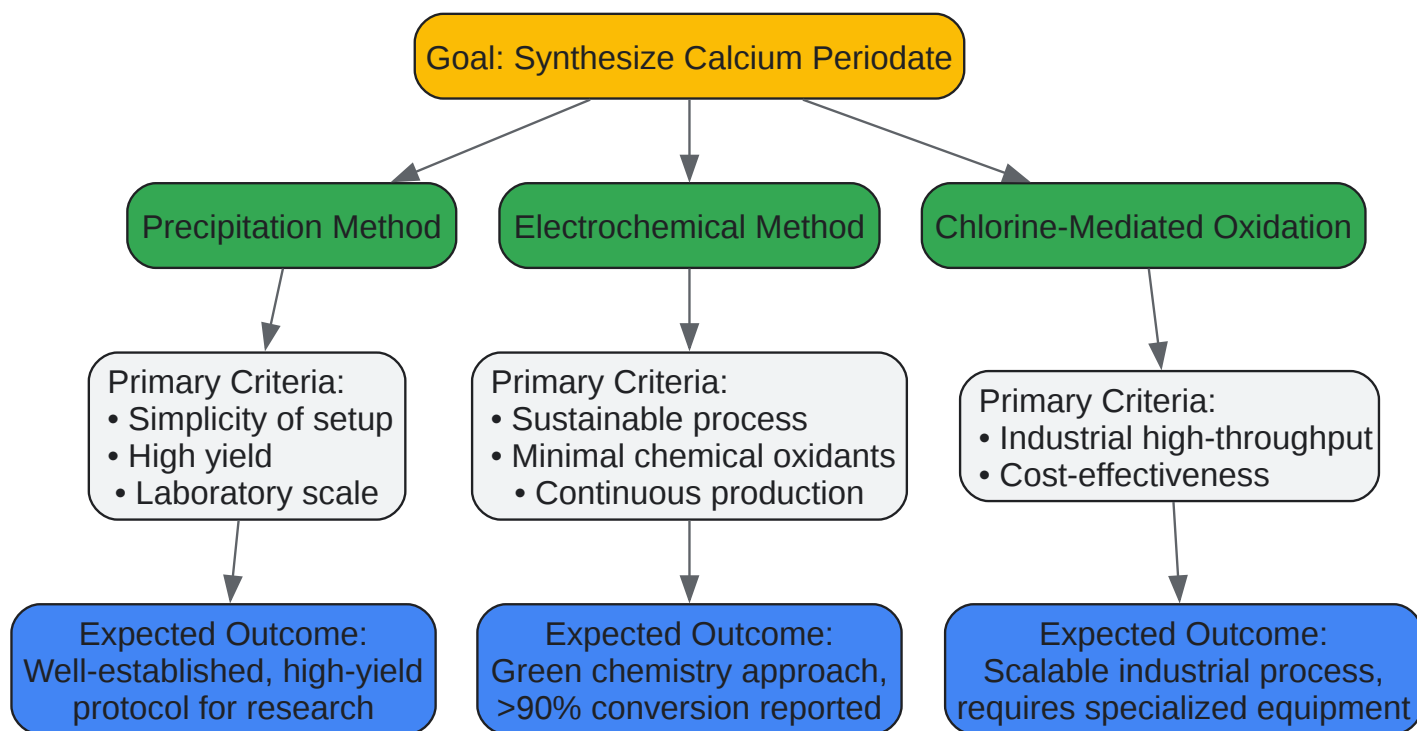 Goal: Synthesize Calcium Periodate
Precipitation Method
Electrochemical Method
Chlorine-Mediated Oxidation
Primary Criteria:
• Simplicity of setup
• High yield
• Laboratory scale
Primary Criteria:
• Sustainable process
• Minimal chemical oxidants
• Continuous production
Primary Criteria:
• Industrial high-throughput
• Cost-effectiveness
Expected Outcome:
Well-established, high-yield
protocol for research
Expected Outcome:
Green chemistry approach,
>90% conversion reported
Expected Outcome:
Scalable industrial process,
requires specialized equipment